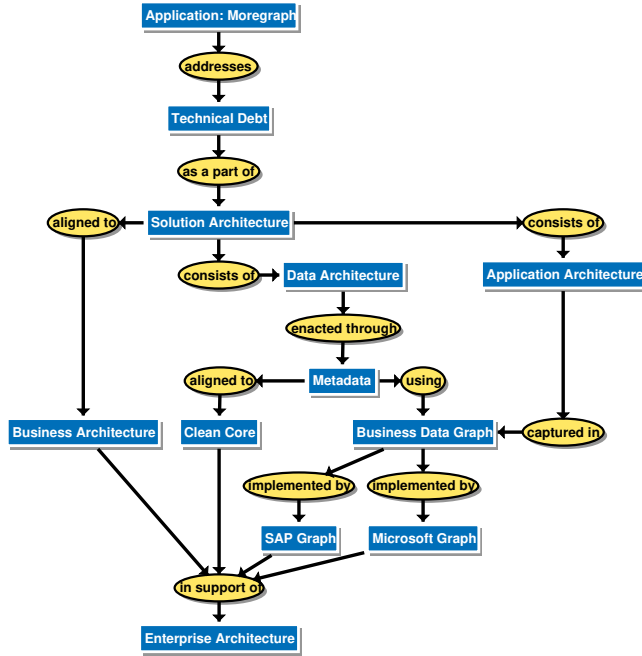 Application: Moregraph
addresses
Technical Debt
as a part of
aligned to
Solution Architecture
consists of
consists of
Data Architecture
Application Architecture
enacted through
aligned to
Metadata
using
Business Architecture
Clean Core
Business Data Graph
captured in
implemented by
implemented by
SAP Graph
Microsoft Graph
in support of
Enterprise Architecture